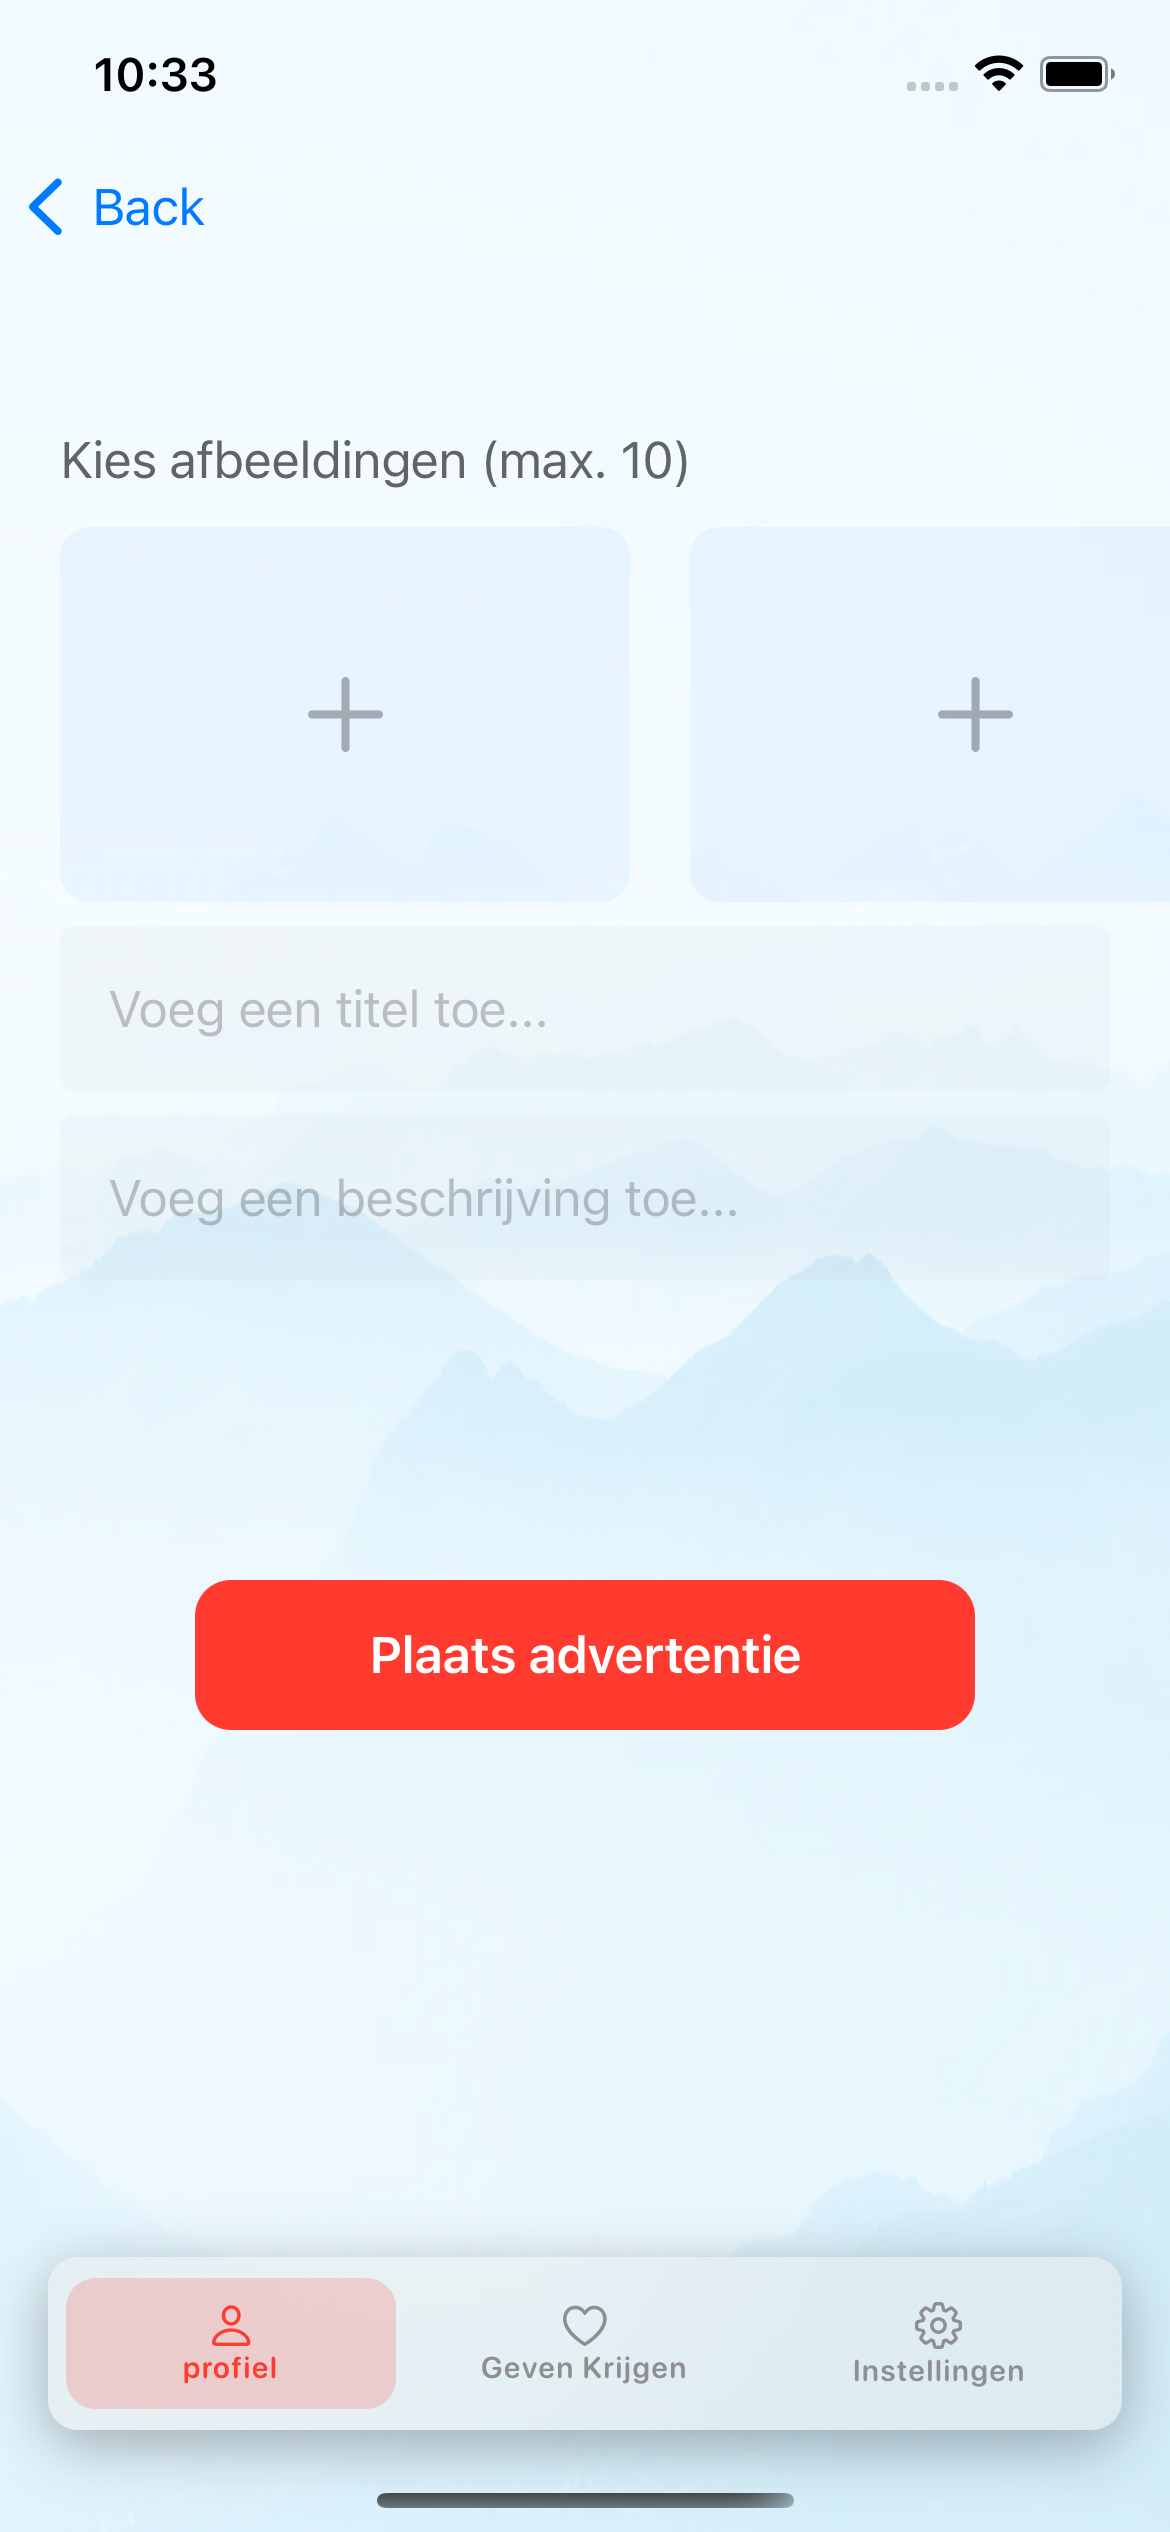 10:33
Back
Kies afbeeldingen (max. 10)
Voeg een titel toe...
Voeg een beschrijving toe...
Plaats advertentie
profiel
Geven Krijgen
Instellingen